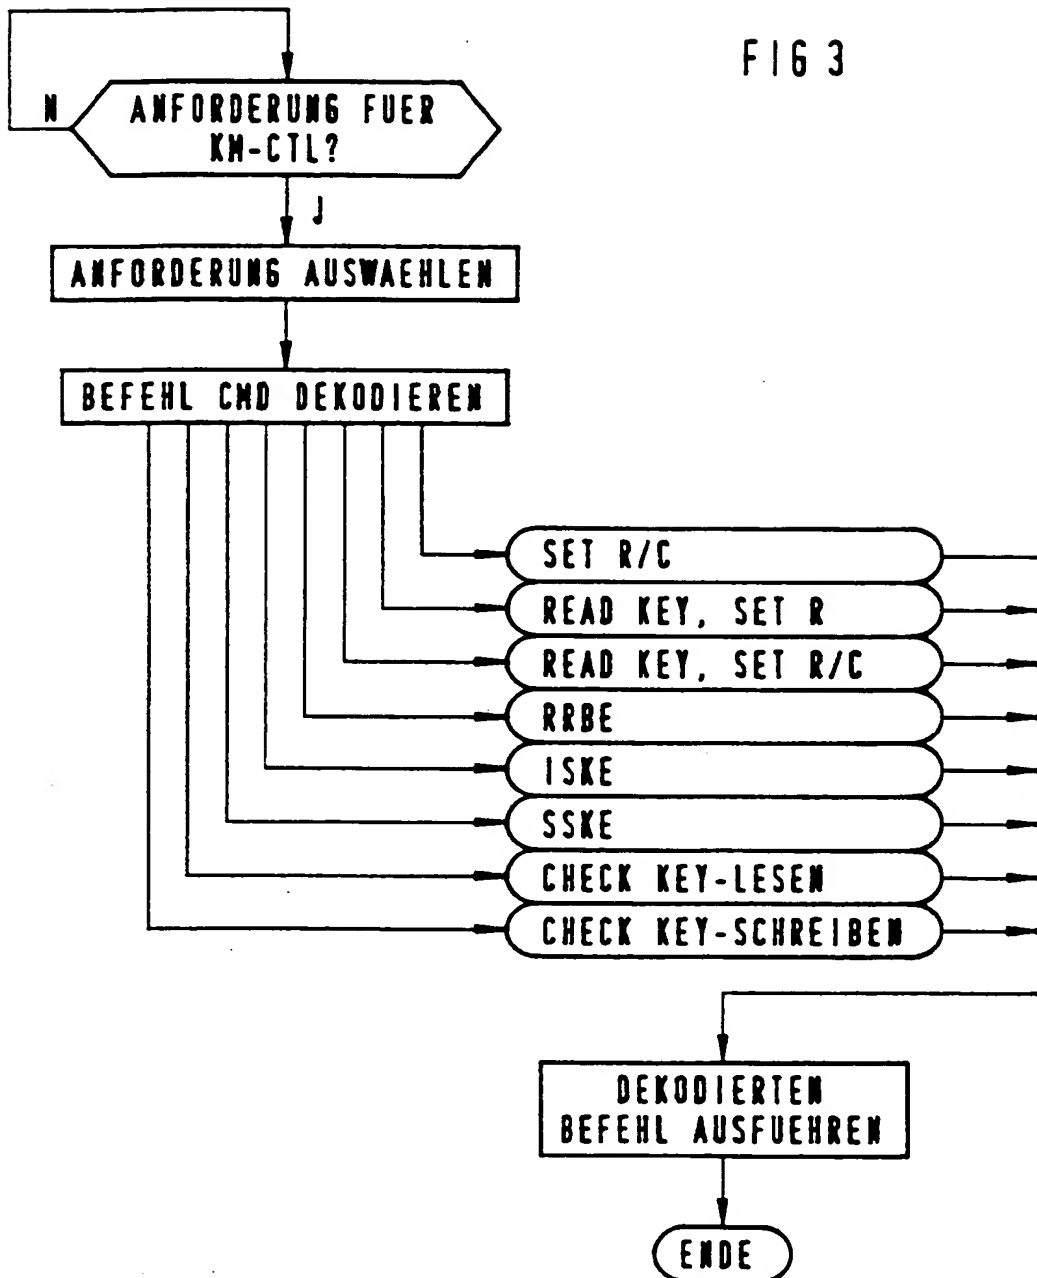 FIG 3
N
ANFORDERUNG FUER
KM-CTL?
J
ANFORDERUNG AUSWAEHLEN
BEFEHL CMD DEKODIEREN
SET R/C
READ KEY, SET R
READ KEY, SET R/C
RRBE
ISKE
SSKE
CHECK KEY-LESEN
CHECK KEY-SCHREIBEN
DEKODIERTEN
BEFEHL AUSFUEHREN
ENDE